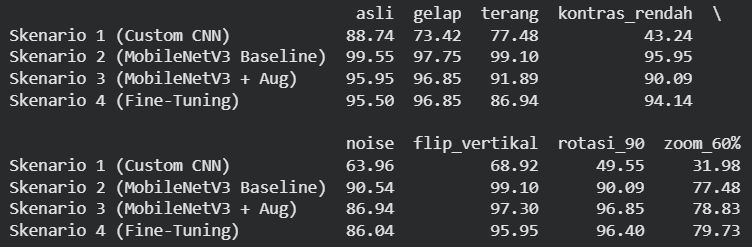 asli gelap terang kontras_rendah \
Skenario 1 (Custom CNN) 88.74 73.42 77.48 43.24
Skenario 2 (MobileNetV3 Baseline) 99.55 97.75 99.10 95.95
Skenario 3 (MobileNetV3 + Aug) 95.95 96.85 91.89 90.09
Skenario 4 (Fine-Tuning) 95.50 96.85 86.94 94.14
noise flip_vertikal rotasi_90 zoom_60%
Skenario 1 (Custom CNN) 63.96 68.92 49.55 31.98
Skenario 2 (MobileNetV3 Baseline) 90.54 99.10 90.09 77.48
Skenario 3 (MobileNetV3 + Aug) 86.94 97.30 96.85 78.83
Skenario 4 (Fine-Tuning) 86.04 95.95 96.40 79.73